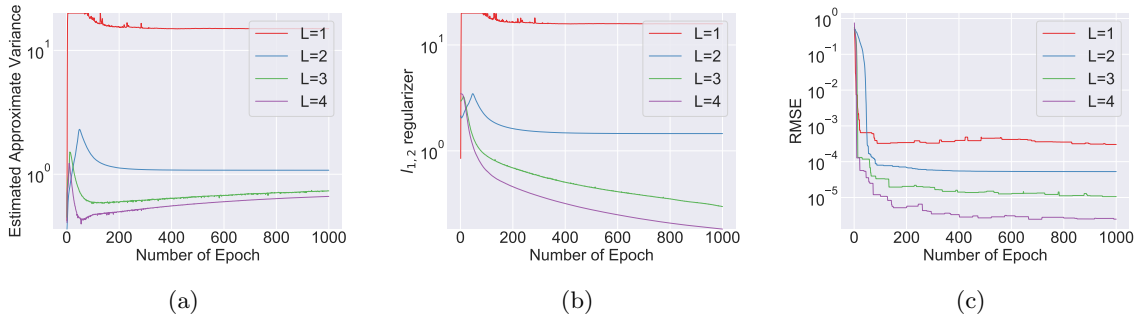 Estimated Approximate Variance
10^1
10^0
L=1
L=2
L=3
L=4
0 200 400 600 800 1000
Number of Epoch
(a)
l_{1,2} regularizer
10^1
10^0
L=1
L=2
L=3
L=4
0 200 400 600 800 1000
Number of Epoch
(b)
RMSE
10^0
10^{-1}
10^{-2}
10^{-3}
10^{-4}
10^{-5}
L=1
L=2
L=3
L=4
0 200 400 600 800 1000
Number of Epoch
(c)